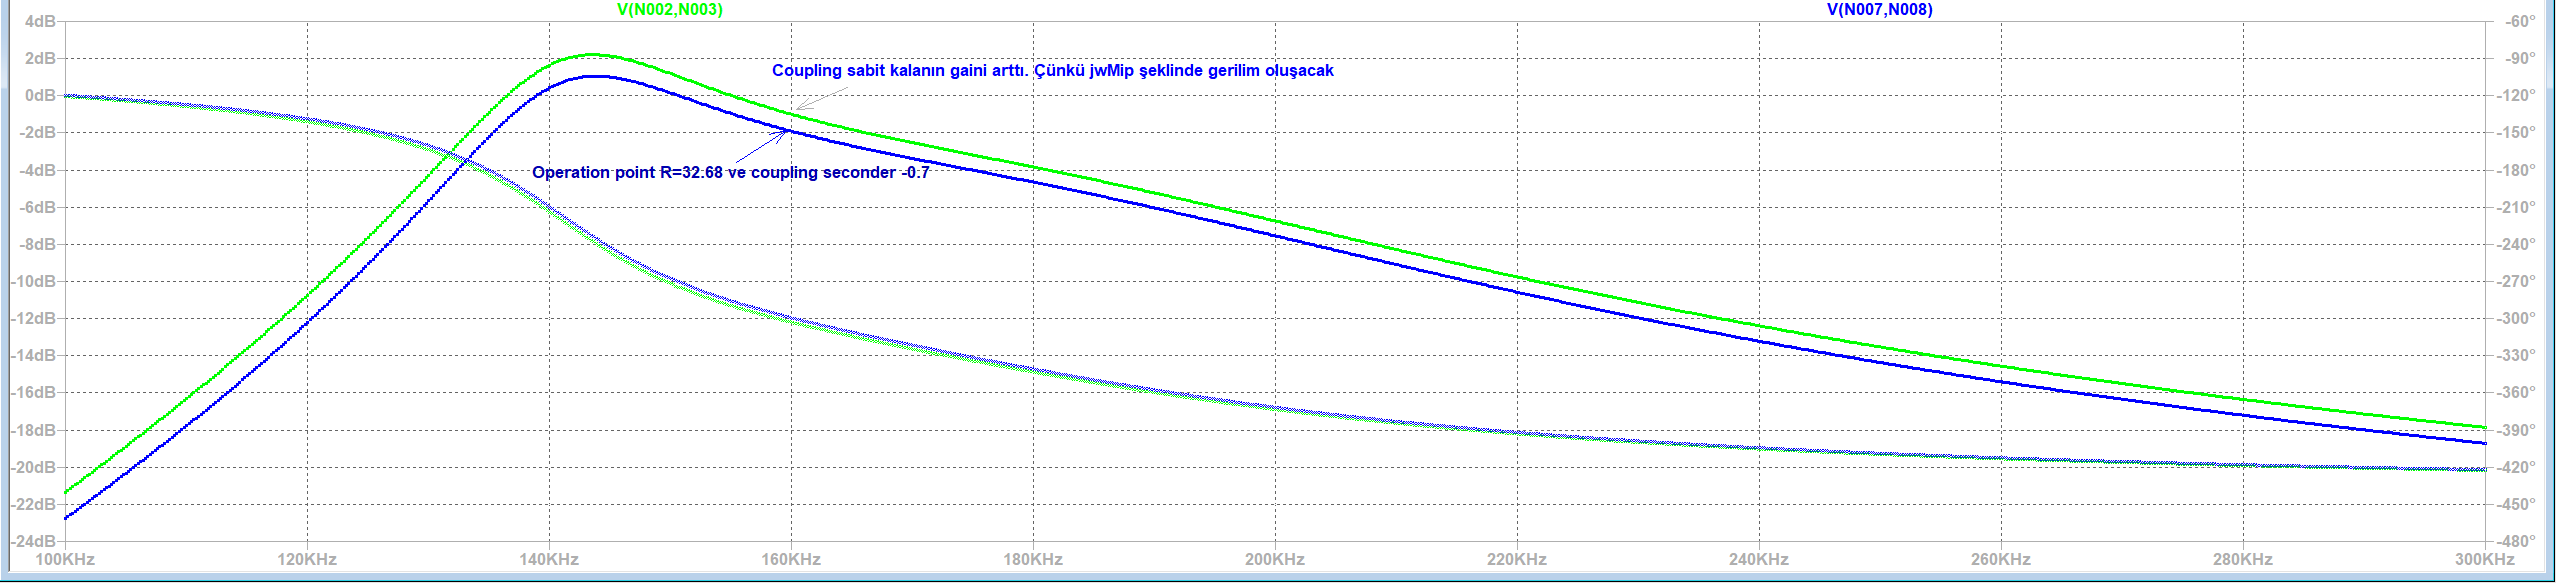 V(N002,N003) V(N007,N008)
4dB -60°
2dB -90°
Coupling sabit kalanın gaini arttı. Çünkü jwMip şeklinde gerilim oluşacak
0dB -120°
-2dB -150°
-4dB -180°
Operation point R=32.68 ve coupling seconder -0.7
-6dB -210°
-8dB -240°
-10dB -270°
-12dB -300°
-14dB -330°
-16dB -360°
-18dB -390°
-20dB -420°
-22dB -450°
-24dB -480°
100KHz 120KHz 140KHz 160KHz 180KHz 200KHz 220KHz 240KHz 260KHz 280KHz 300KHz